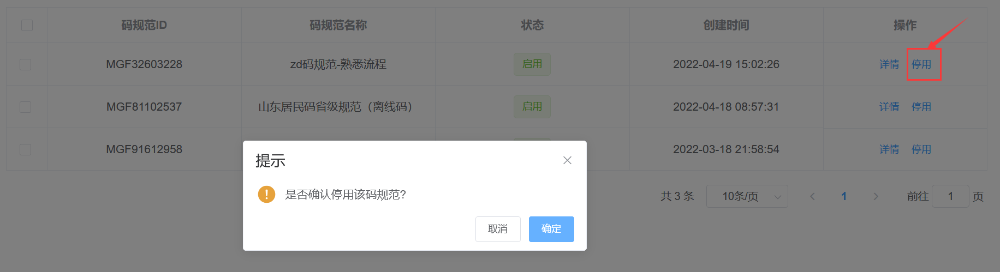 码规范ID 码规范名称 状态 创建时间 操作
MGF32603228 zd码规范-熟悉流程 启用 2022-04-19 15:02:26 详情 停用
MGF81102537 山东居民码省级规范（离线码） 启用 2022-04-18 08:57:31 详情 停用
MGF91612958 2022-03-18 21:58:54 详情 停用
提示
是否确认停用该码规范?
取消 确定
共 3 条 10条/页 1 前往 1 页